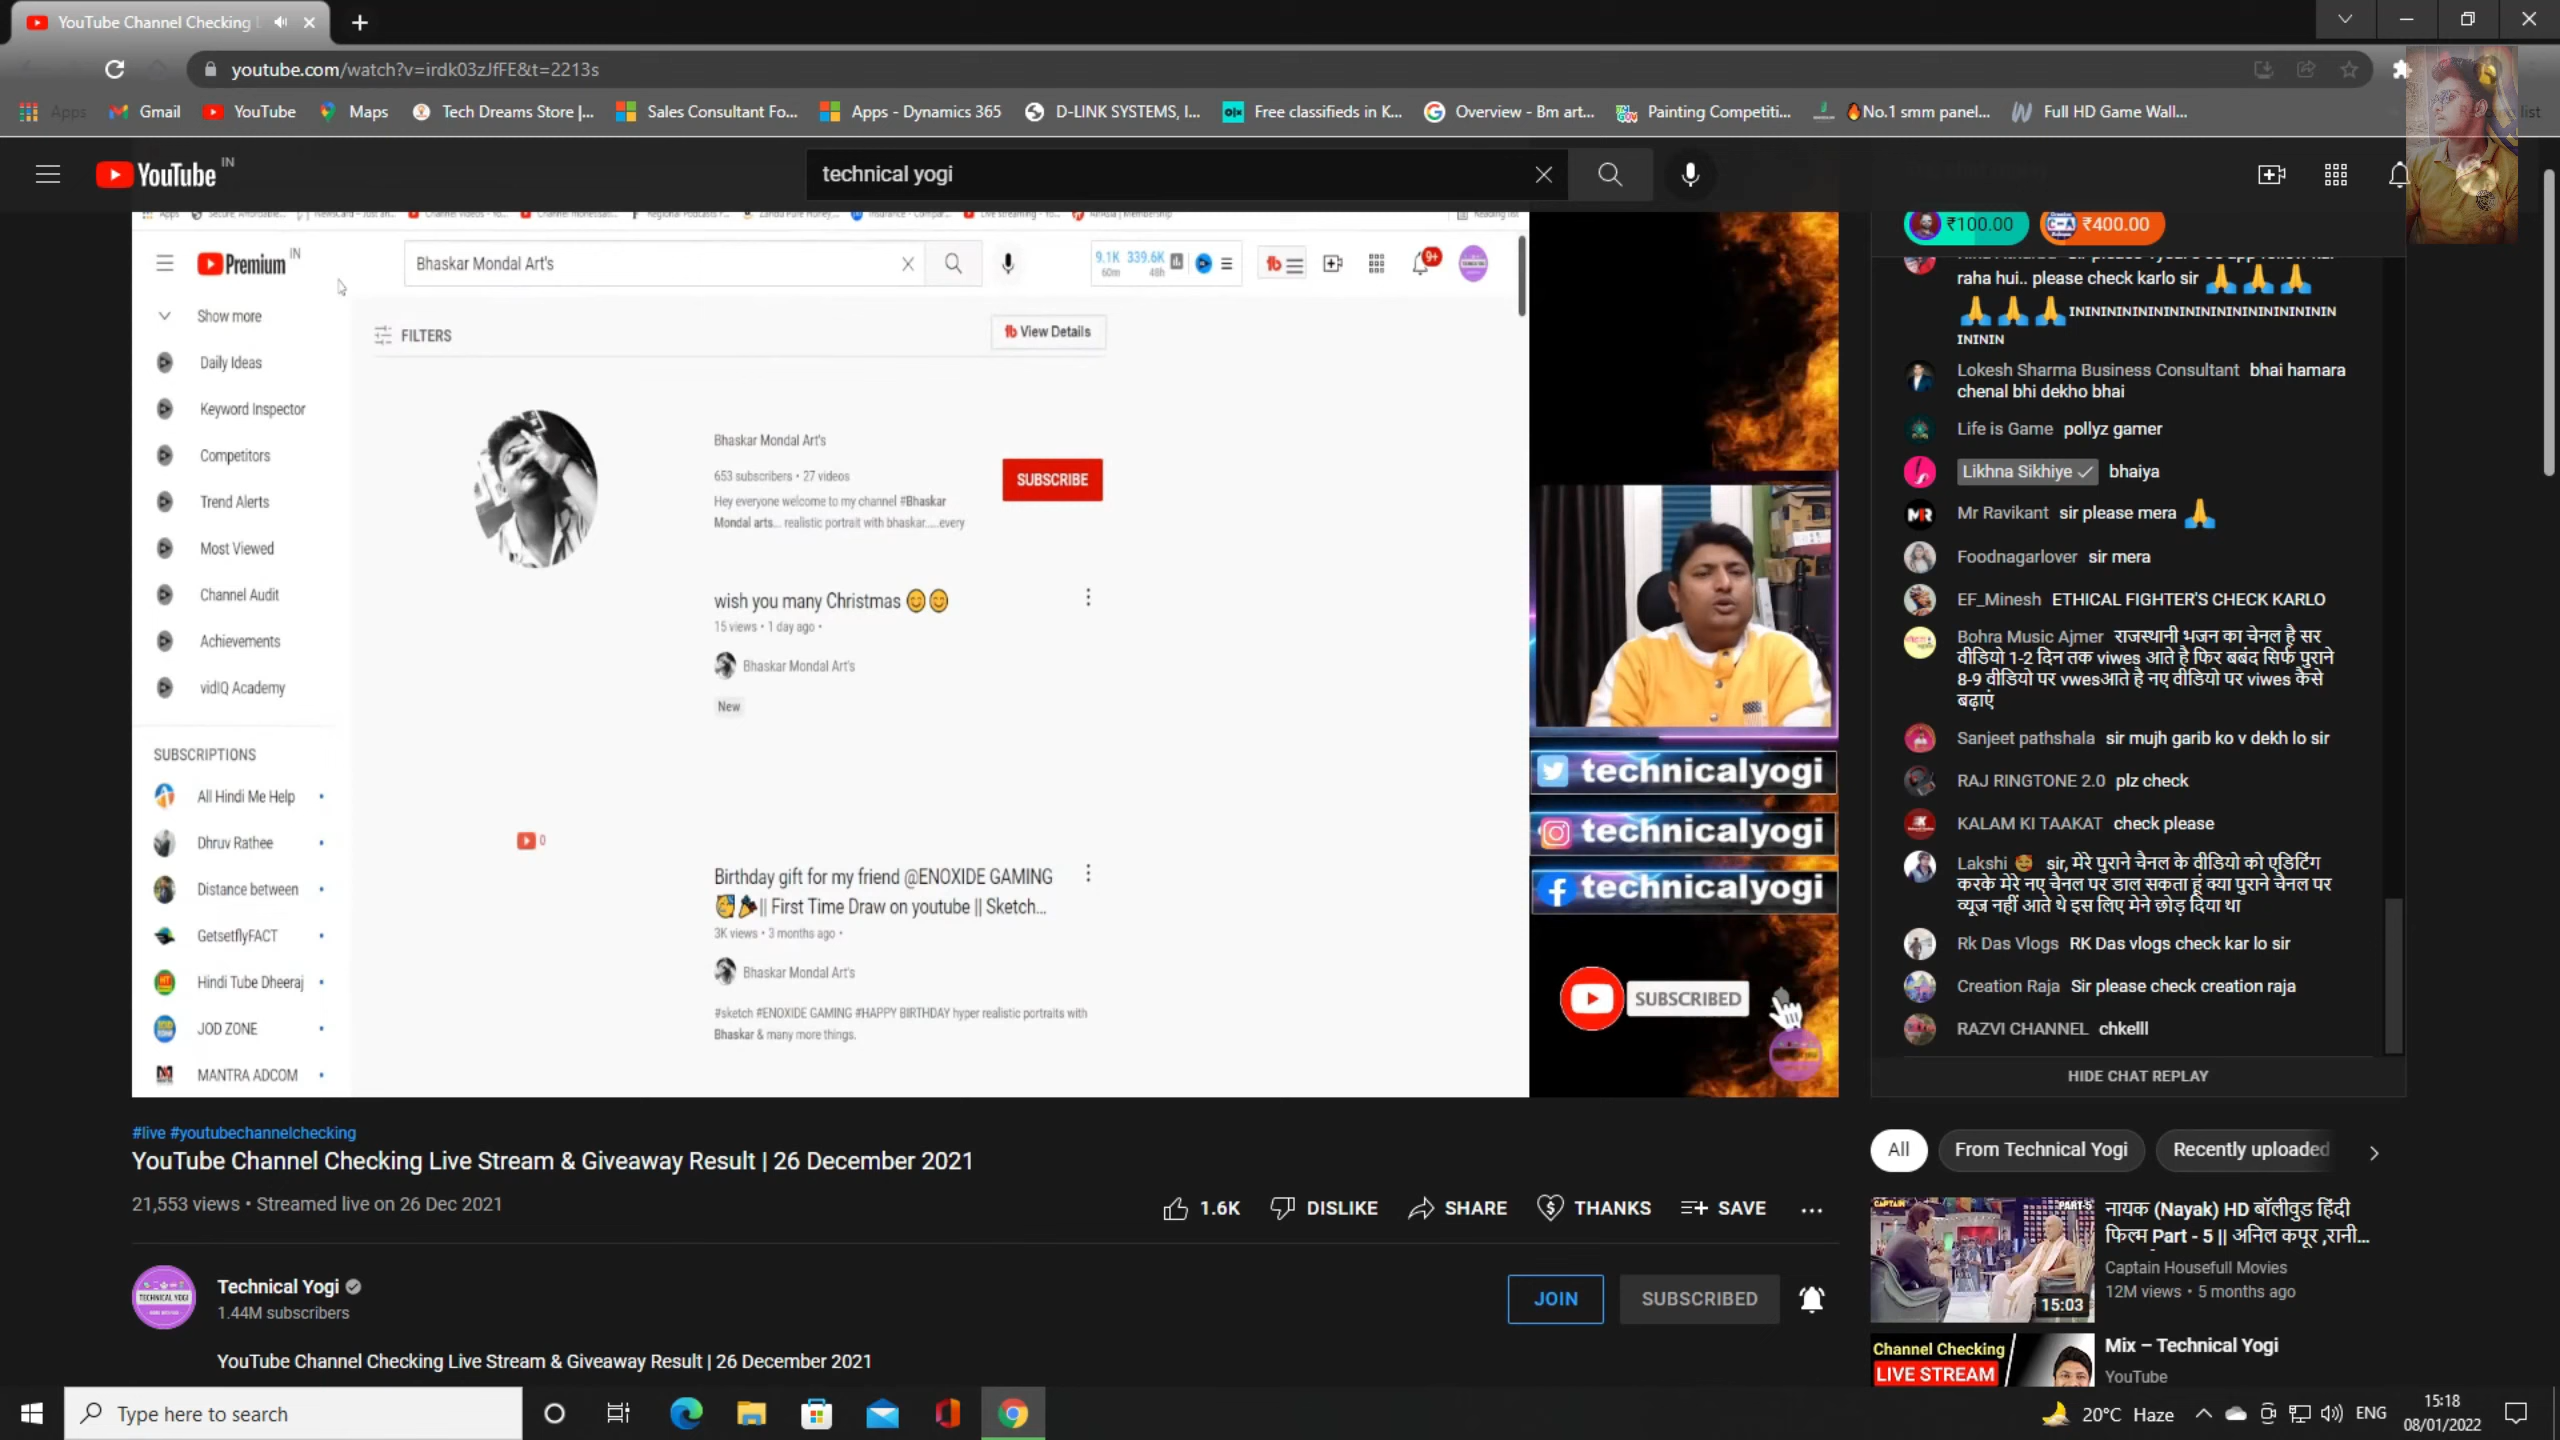 YouTube Channel Checking
youtube.com/watch?v=irdk03zJfFE&t=2213s
Apps Gmail YouTube Maps Tech Dreams Store |... Sales Consultant Fo... Apps - Dynamics 365 D-LINK SYSTEMS, I... Free classifieds in K... Overview - Bm art... Painting Competiti... 🔥No.1 smm panel... Full HD Game Wall... list
YouTube IN
technical yogi
Premium IN
Bhaskar Mondal Art's
9.1K 339.6K
60m 48h
9+
Show more
Daily Ideas
Keyword Inspector
Competitors
Trend Alerts
Most Viewed
Channel Audit
Achievements
vidIQ Academy
SUBSCRIPTIONS
All Hindi Me Help
Dhruv Rathee
Distance between
GetsetflyFACT
Hindi Tube Dheeraj
JOD ZONE
MANTRA ADCOM
FILTERS
View Details
Bhaskar Mondal Art's
653 subscribers • 27 videos
Hey everyone welcome to my channel #Bhaskar
Mondal arts... realistic portrait with bhaskar.....every
SUBSCRIBE
wish you many Christmas 😊😊
15 views • 1 day ago •
Bhaskar Mondal Art's
New
0
Birthday gift for my friend @ENOXIDE GAMING
🥳🎉|| First Time Draw on youtube || Sketch...
3K views • 3 months ago •
Bhaskar Mondal Art's
#sketch #ENOXIDE GAMING #HAPPY BIRTHDAY hyper realistic portraits with
Bhaskar & many more things.
technicalyogi
technicalyogi
technicalyogi
SUBSCRIBED
₹100.00 ₹400.00
raha hui.. please check karlo sir 🙏🙏🙏
🙏🙏🙏ɪɴɪɴɪɴɪɴɪɴɪɴɪɴɪɴɪɴɪɴɪɴɪɴɪɴɪɴɪɴɪɴɪɴ
ɪɴɪɴɪɴ
Lokesh Sharma Business Consultant bhai hamara
chenal bhi dekho bhai
Life is Game pollyz gamer
Likhna Sikhiye ✓ bhaiya
Mr Ravikant sir please mera 🙏
Foodnagarlover sir mera
EF_Minesh ETHICAL FIGHTER'S CHECK KARLO
Bohra Music Ajmer राजस्थानी भजन का चेनल है सर
वीडियो 1-2 दिन तक viwes आते है फिर बबंद सिर्फ पुराने
8-9 वीडियो पर vwesआते है नए वीडियो पर viwes कैसे
बढ़ाएं
Sanjeet pathshala sir mujh garib ko v dekh lo sir
RAJ RINGTONE 2.0 plz check
KALAM KI TAAKAT check please
Lakshi 🥰 sir, मेरे पुराने चैनल के वीडियो को एडिटिंग
करके मेरे नए चैनल पर डाल सकता हूं क्या पुराने चैनल पर
व्यूज नहीं आते थे इस लिए मेने छोड़ दिया था
Rk Das Vlogs RK Das vlogs check kar lo sir
Creation Raja Sir please check creation raja
RAZVI CHANNEL chkelll
HIDE CHAT REPLAY
#live #youtubechannelchecking
YouTube Channel Checking Live Stream & Giveaway Result | 26 December 2021
21,553 views • Streamed live on 26 Dec 2021
1.6K DISLIKE SHARE THANKS SAVE
Technical Yogi
1.44M subscribers
JOIN SUBSCRIBED
YouTube Channel Checking Live Stream & Giveaway Result | 26 December 2021
All From Technical Yogi Recently uploaded
CAPTAIN PART-5
15:03
नायक (Nayak) HD बॉलीवुड हिंदी
फिल्म Part - 5 || अनिल कपूर ,रानी...
Captain Housefull Movies
12M views • 5 months ago
Channel Checking
LIVE STREAM
Mix – Technical Yogi
YouTube
Type here to search
20°C Haze ENG
15:18
08/01/2022